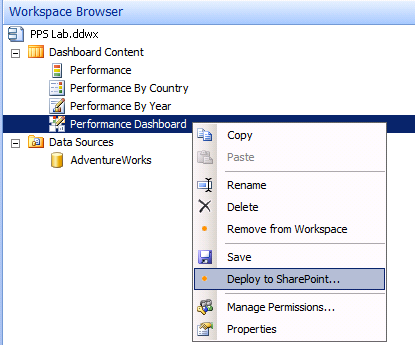 Workspace Browser
PPS Lab.ddwx
Dashboard Content
Performance
Performance By Country
Performance By Year
Performance Dashboard
Data Sources
AdventureWorks
Copy
Paste
Rename
Delete
Remove from Workspace
Save
Deploy to SharePoint...
Manage Permissions...
Properties